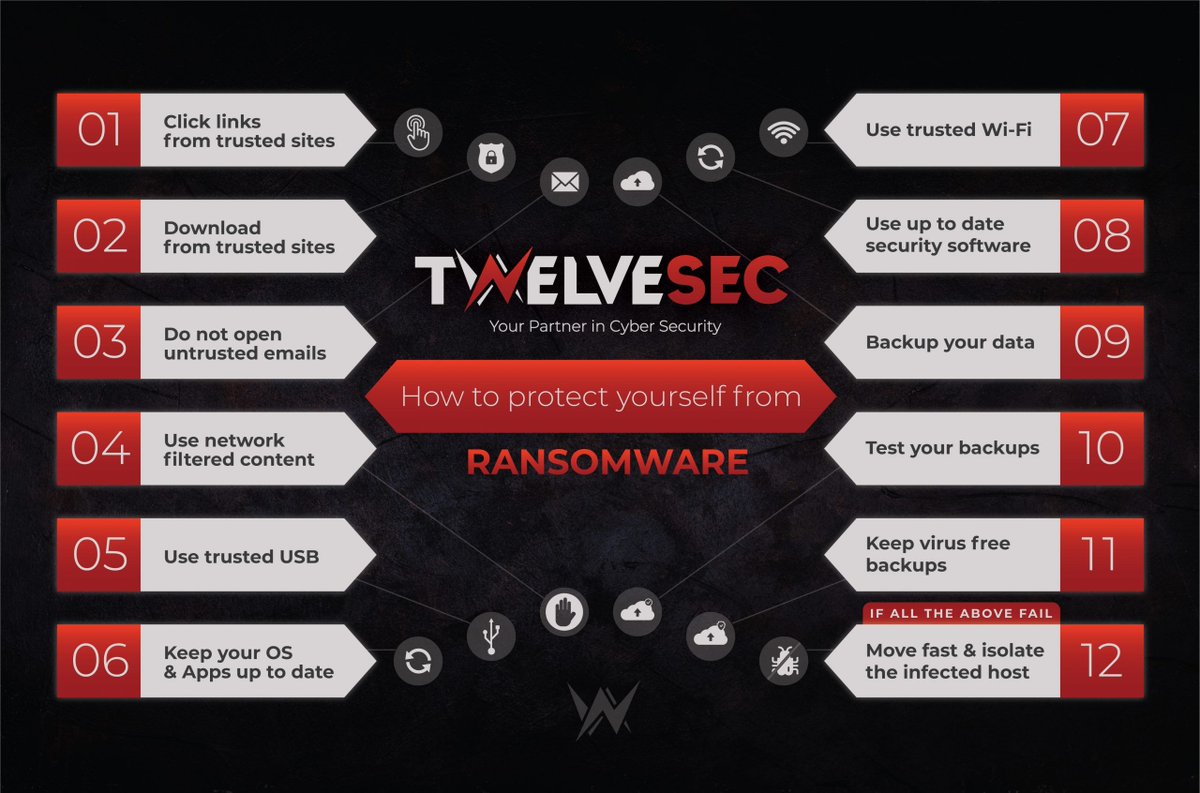 01
Click links
from trusted sites
02
Download
from trusted sites
03
Do not open
untrusted emails
04
Use network
filtered content
05
Use trusted USB
06
Keep your OS
& Apps up to date
TWELVESEC
Your Partner in Cyber Security
How to protect yourself from
RANSOMWARE
Use trusted Wi-Fi
07
Use up to date
security software
08
Backup your data
09
Test your backups
10
Keep virus free
backups
11
IF ALL THE ABOVE FAIL
Move fast & isolate
the infected host
12